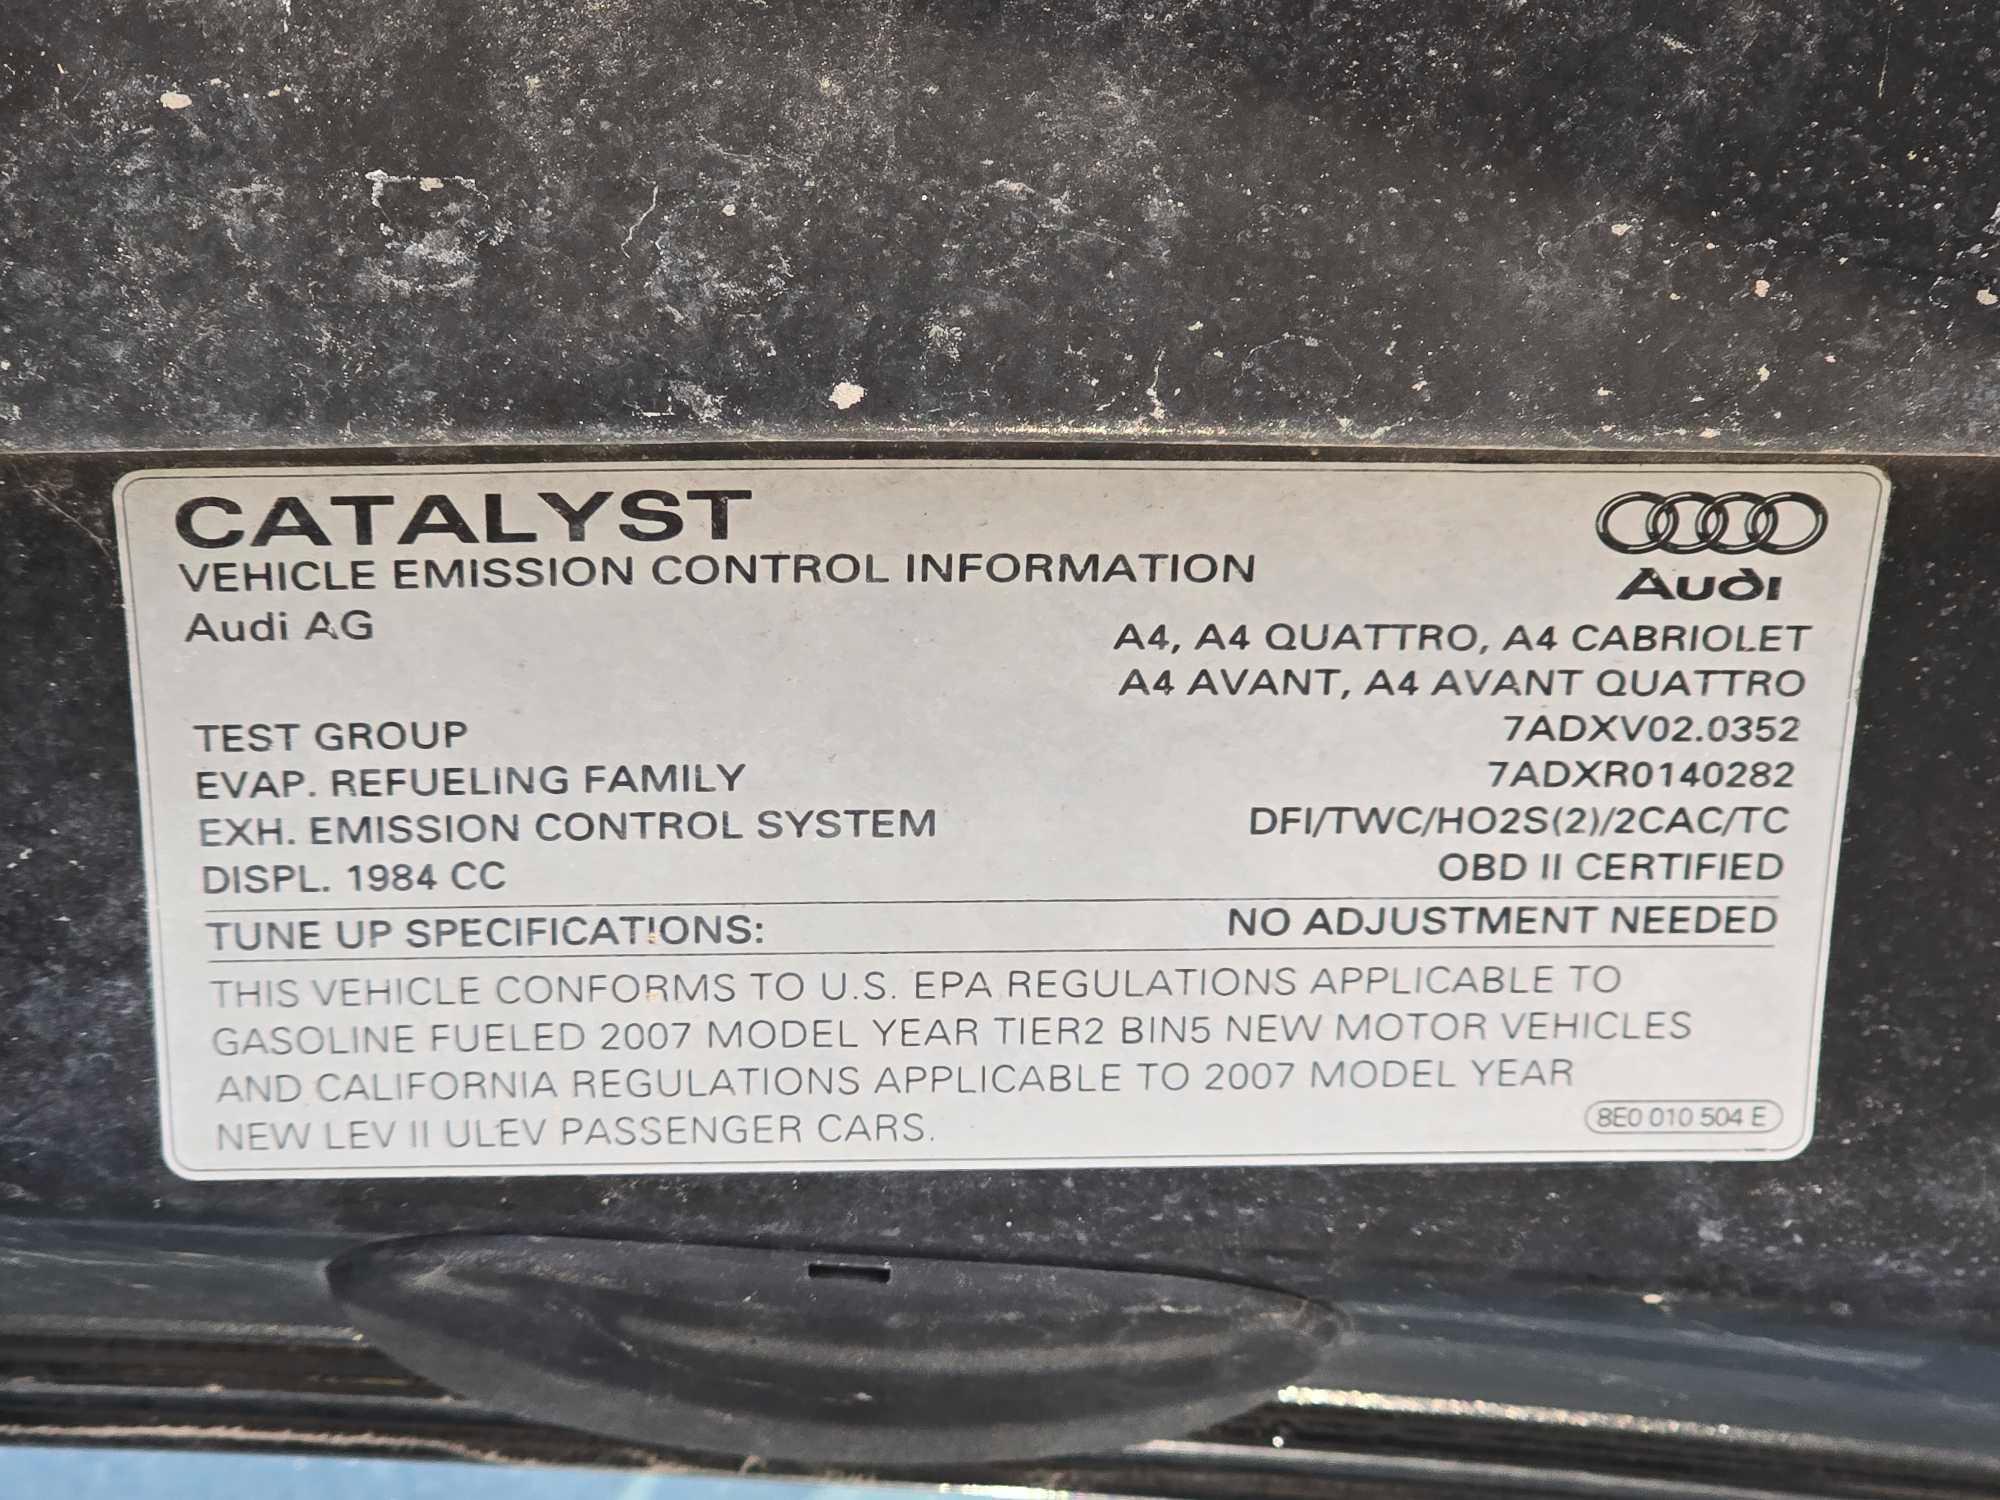 CATALYST
VEHICLE EMISSION CONTROL INFORMATION
Audi AG
Audi
A4, A4 QUATTRO, A4 CABRIOLET
A4 AVANT, A4 AVANT QUATTRO
TEST GROUP 7ADXV02.0352
EVAP. REFUELING FAMILY 7ADXR0140282
EXH. EMISSION CONTROL SYSTEM DFI/TWC/HO2S(2)/2CAC/TC
DISPL. 1984 CC OBD II CERTIFIED
TUNE UP SPECIFICATIONS: NO ADJUSTMENT NEEDED
THIS VEHICLE CONFORMS TO U.S. EPA REGULATIONS APPLICABLE TO
GASOLINE FUELED 2007 MODEL YEAR TIER2 BIN5 NEW MOTOR VEHICLES
AND CALIFORNIA REGULATIONS APPLICABLE TO 2007 MODEL YEAR
NEW LEV II ULEV PASSENGER CARS.
8E0 010 504 E